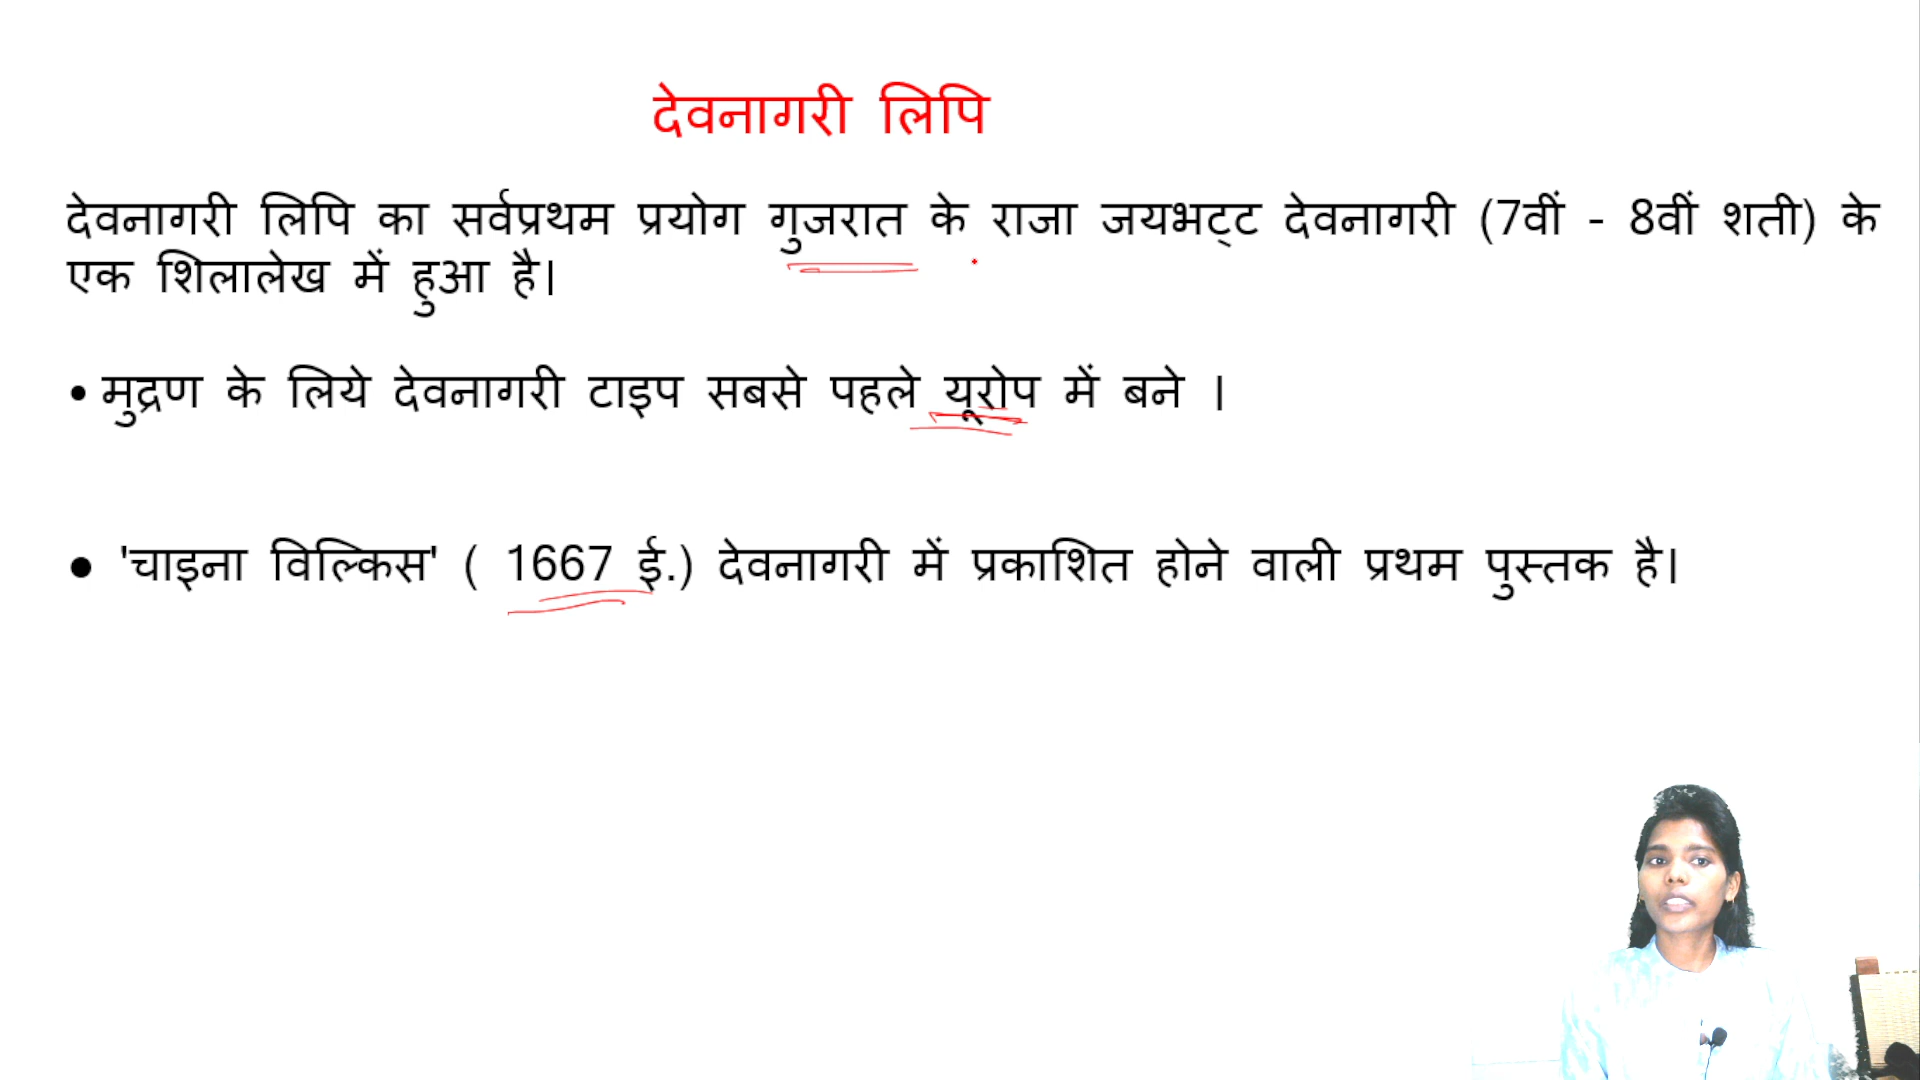 देवनागरी लिपि
देवनागरी लिपि का सर्वप्रथम प्रयोग गुजरात के राजा जयभट्ट देवनागरी (7वीं - 8वीं शती) के
एक शिलालेख में हुआ है।
• मुद्रण के लिये देवनागरी टाइप सबसे पहले यूरोप में बने ।
● 'चाइना विल्किस' ( 1667 ई.) देवनागरी में प्रकाशित होने वाली प्रथम पुस्तक है।